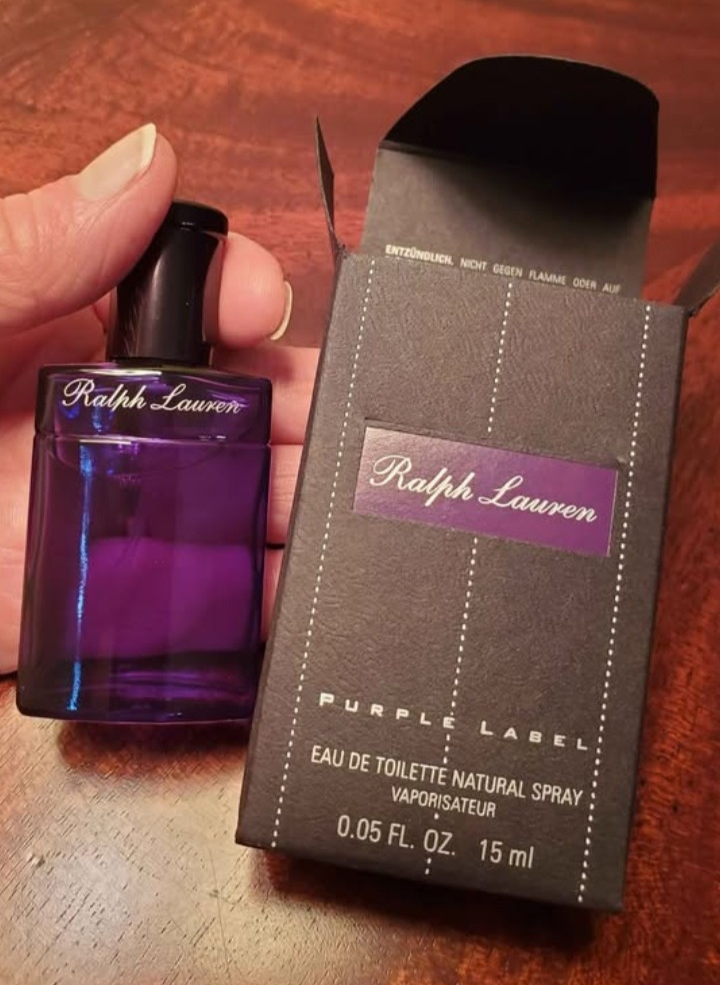 Ralph Lauren
ENTZÜNDLICH, NICHT GEGEN FLAMME ODER AUF
Ralph Lauren
PURPLE LABEL
EAU DE TOILETTE NATURAL SPRAY
VAPORISATEUR
0.05 FL. OZ. 15 ml